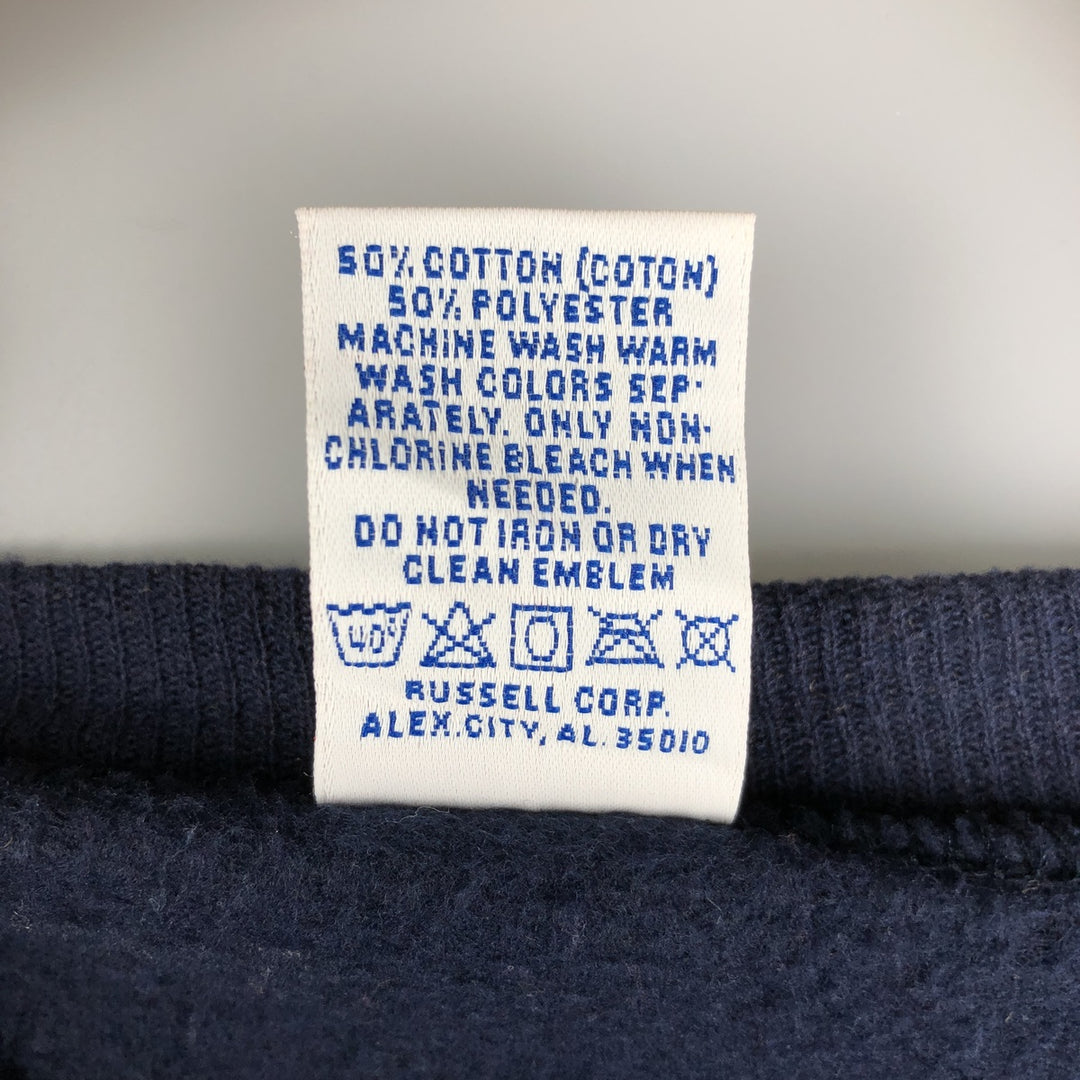 50% COTTON (COTON)
50% POLYESTER
MACHINE WASH WARM
WASH COLORS SEP-
ARATELY. ONLY NON-
CHLORINE BLEACH WHEN
NEEDED.
DO NOT IRON OR DRY
CLEAN EMBLEM
40°
RUSSELL CORP.
ALEX.CITY, AL. 35010